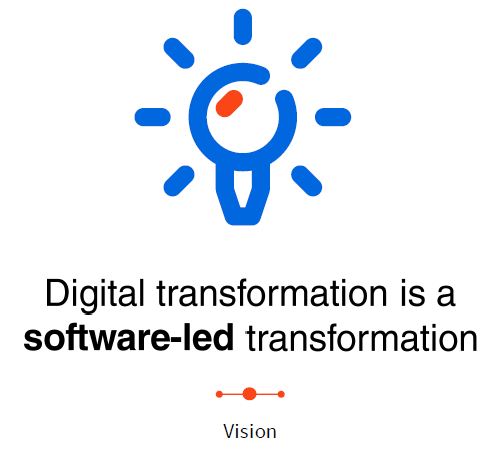 Digital transformation is a
software-led transformation
Vision